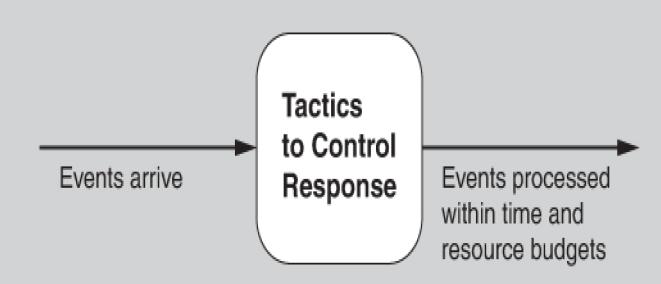 Tactics
to Control
Response
Events arrive
Events processed
within time and
resource budgets